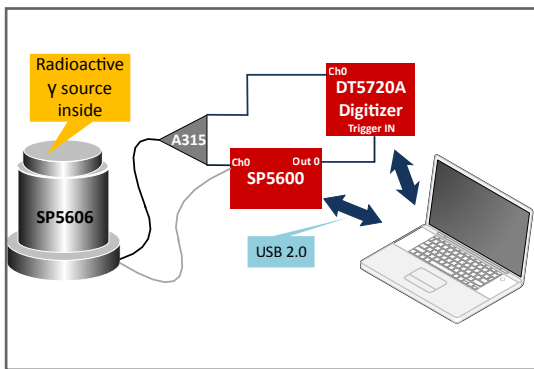 Radioactive
γ source
inside
SP5606
A315
Ch0
DT5720A
Digitizer
Trigger IN
Ch0
Out 0
SP5600
USB 2.0